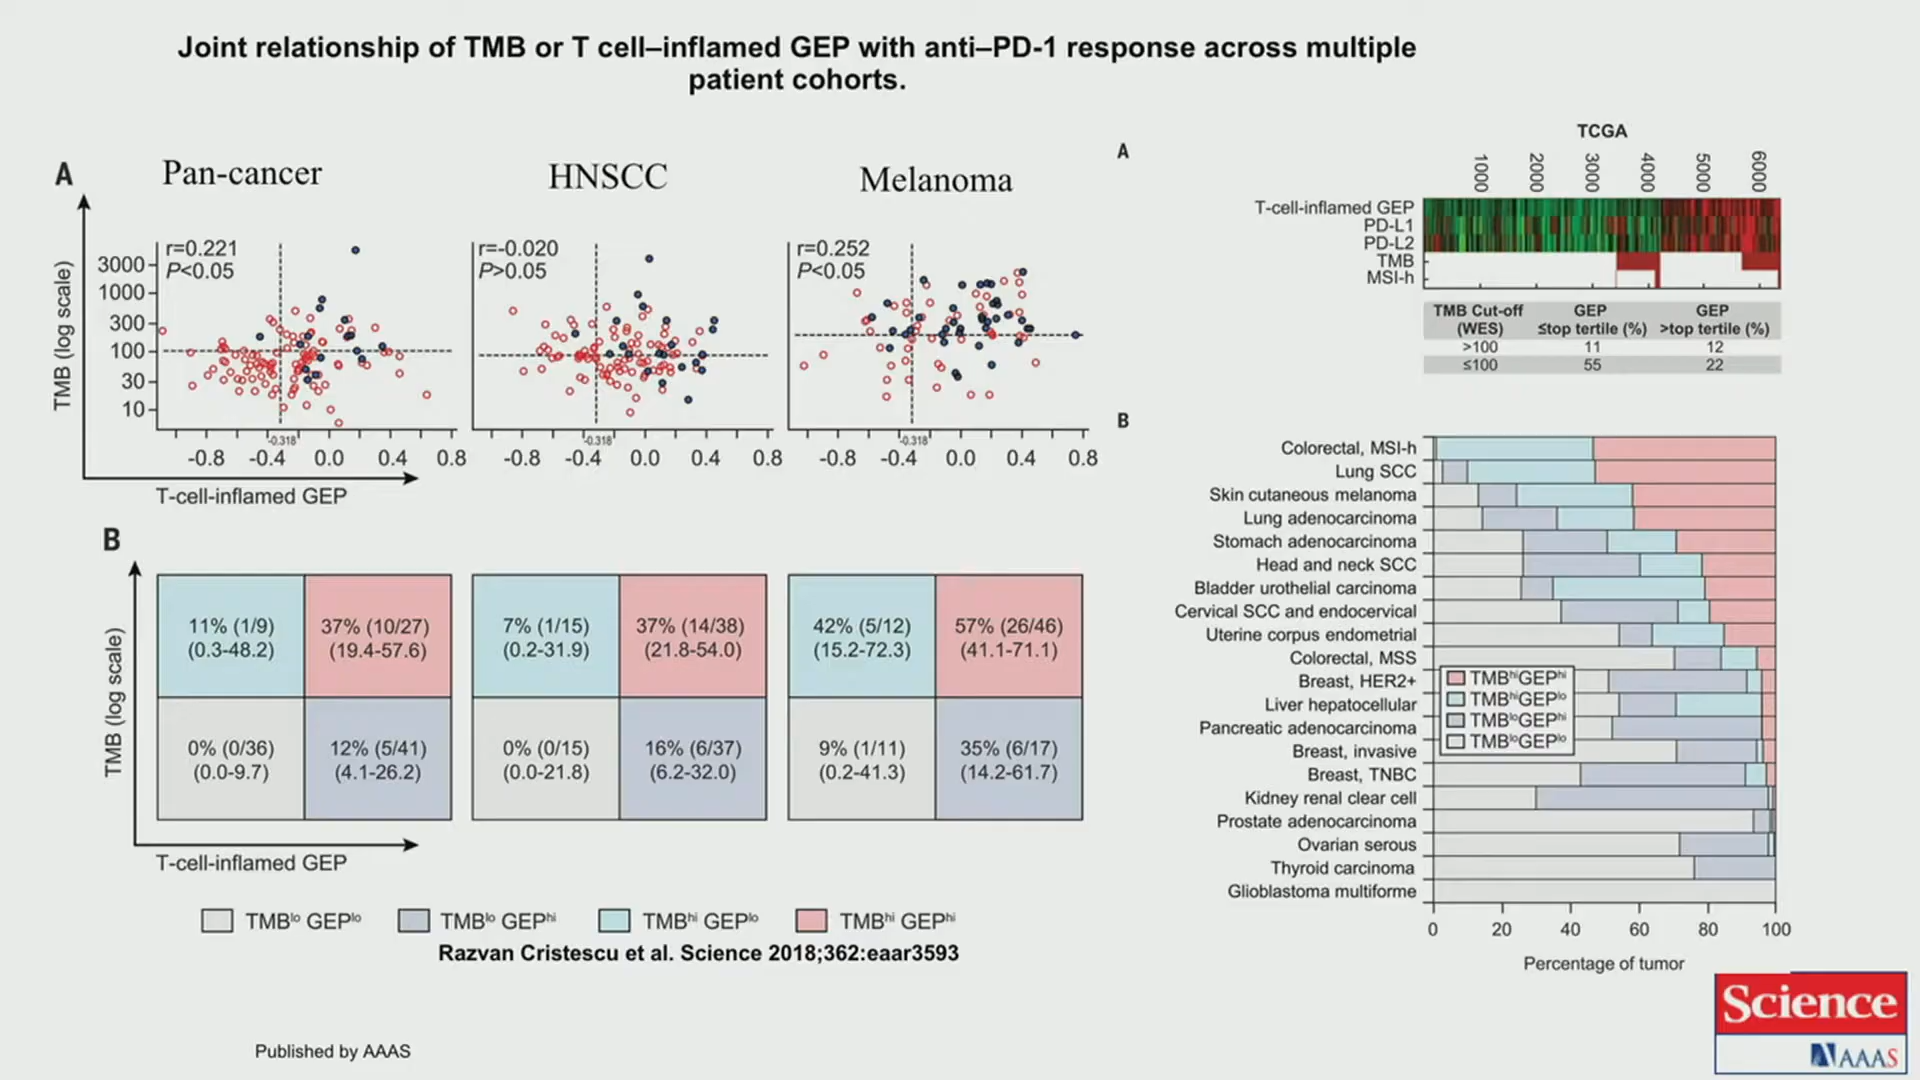 Joint relationship of TMB or T cell–inflamed GEP with anti–PD-1 response across multiple
patient cohorts.
A
Pan-cancer
HNSCC
Melanoma
r=0.221
P<0.05
r=-0.020
P>0.05
r=0.252
P<0.05
TMB (log scale)
3000
1000
300
100
30
10
-0.318
-0.318
-0.318
-0.8 -0.4 0.0 0.4 0.8
-0.8 -0.4 0.0 0.4 0.8
-0.8 -0.4 0.0 0.4 0.8
T-cell-inflamed GEP
B
TMB (log scale)
11% (1/9)
(0.3-48.2)
37% (10/27)
(19.4-57.6)
7% (1/15)
(0.2-31.9)
37% (14/38)
(21.8-54.0)
42% (5/12)
(15.2-72.3)
57% (26/46)
(41.1-71.1)
0% (0/36)
(0.0-9.7)
12% (5/41)
(4.1-26.2)
0% (0/15)
(0.0-21.8)
16% (6/37)
(6.2-32.0)
9% (1/11)
(0.2-41.3)
35% (6/17)
(14.2-61.7)
T-cell-inflamed GEP
TMBlo GEPlo
TMBlo GEPhi
TMBhi GEPlo
TMBhi GEPhi
Razvan Cristescu et al. Science 2018;362:eaar3593
Published by AAAS
A
TCGA
1000 2000 3000 4000 5000 6000
T-cell-inflamed GEP
PD-L1
PD-L2
TMB
MSI-h
TMB Cut-off (WES) GEP ≤top tertile (%) GEP >top tertile (%)
>100 11 12
≤100 55 22
B
Colorectal, MSI-h
Lung SCC
Skin cutaneous melanoma
Lung adenocarcinoma
Stomach adenocarcinoma
Head and neck SCC
Bladder urothelial carcinoma
Cervical SCC and endocervical
Uterine corpus endometrial
Colorectal, MSS
Breast, HER2+
Liver hepatocellular
Pancreatic adenocarcinoma
Breast, invasive
Breast, TNBC
Kidney renal clear cell
Prostate adenocarcinoma
Ovarian serous
Thyroid carcinoma
Glioblastoma multiforme
TMBhiGEPhi
TMBhiGEPlo
TMBloGEPhi
TMBloGEPlo
0 20 40 60 80 100
Percentage of tumor
Science
AAAS